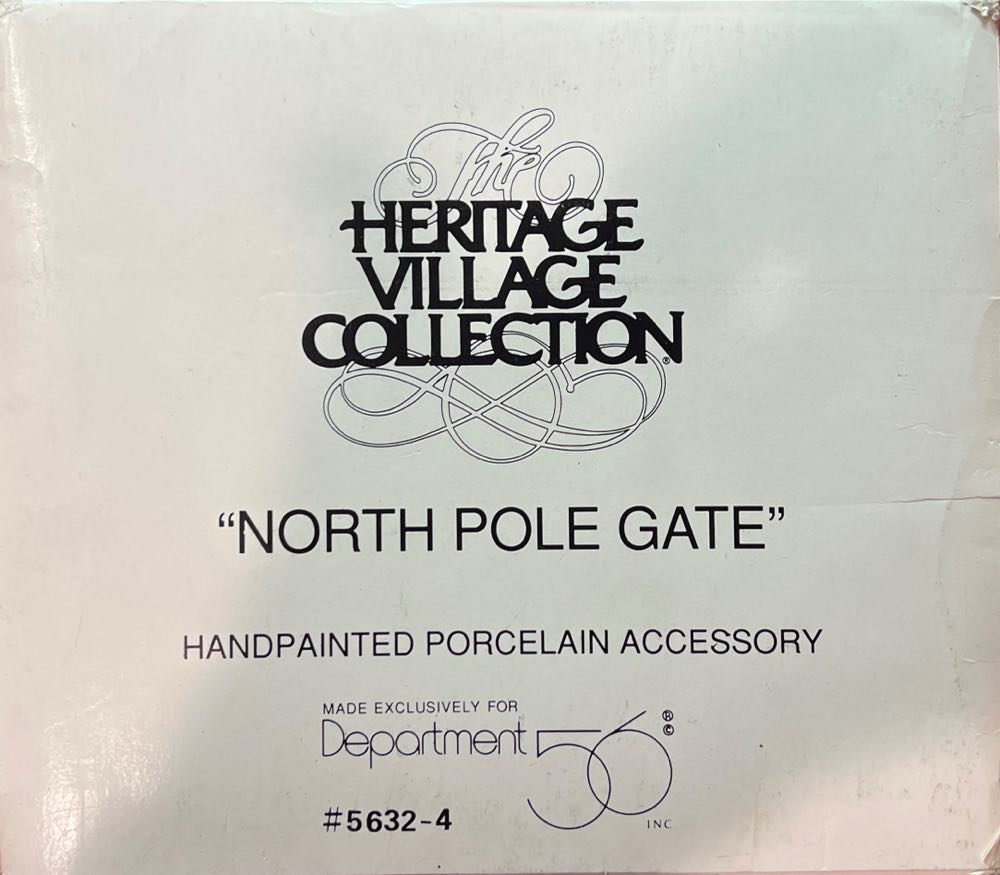 The
HERITAGE
VILLAGE
COLLECTION®
“NORTH POLE GATE”
HANDPAINTED PORCELAIN ACCESSORY
MADE EXCLUSIVELY FOR
Department 56 ® ©
INC
#5632-4